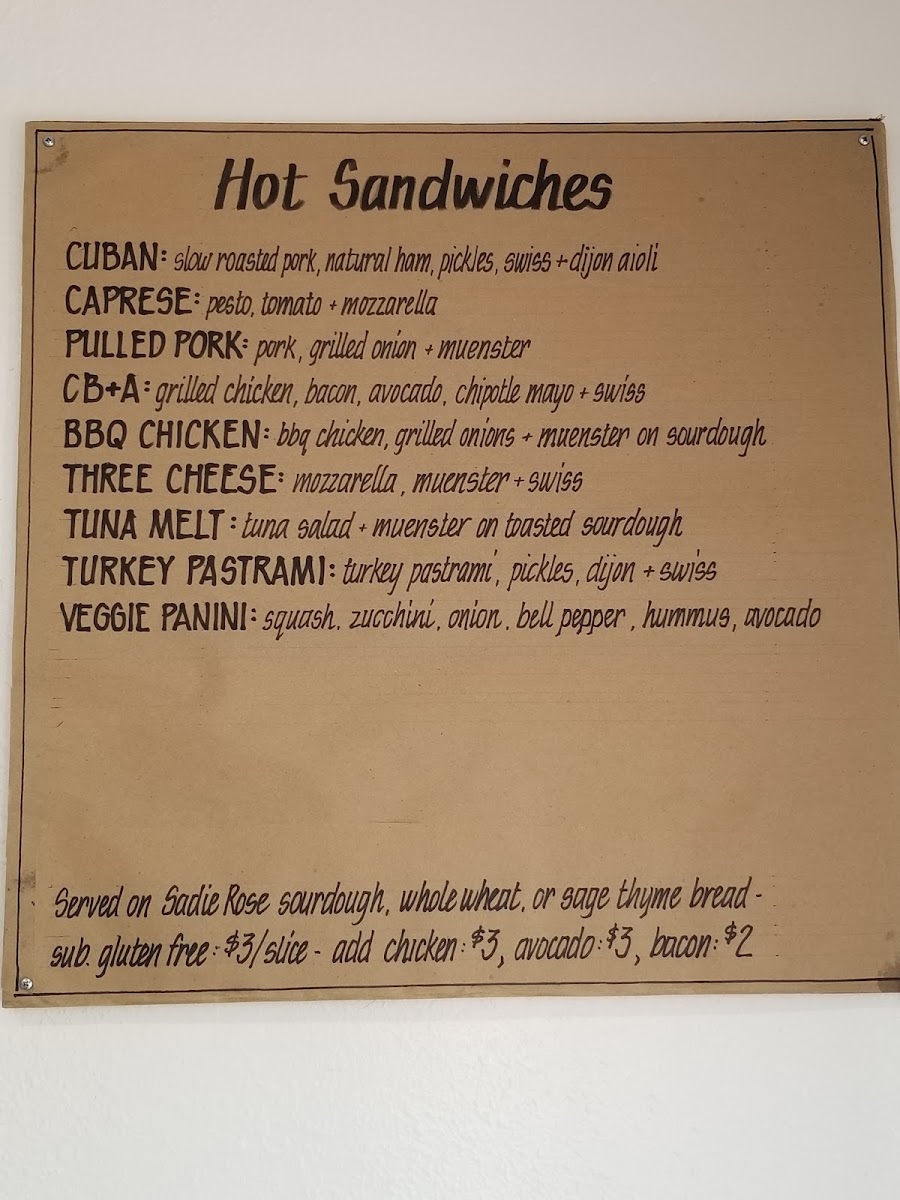 Hot Sandwiches
CUBAN: slow roasted pork, natural ham, pickles, swiss + dijon aioli
CAPRESE: pesto, tomato + mozzarella
PULLED PORK: pork, grilled onion + muenster
CB+A: grilled chicken, bacon, avocado, chipotle mayo + swiss
BBQ CHICKEN: bbq chicken, grilled onions + muenster on sourdough
THREE CHEESE: mozzarella, muenster + swiss
TUNA MELT: tuna salad + muenster on toasted sourdough
TURKEY PASTRAMI: turkey pastrami, pickles, dijon + swiss
VEGGIE PANINI: squash. zucchini, onion, bell pepper, hummus, avocado
Served on Sadie Rose sourdough, whole wheat, or sage thyme bread -
sub. gluten free: $3/slice - add chicken: $3, avocado: $3, bacon: $2